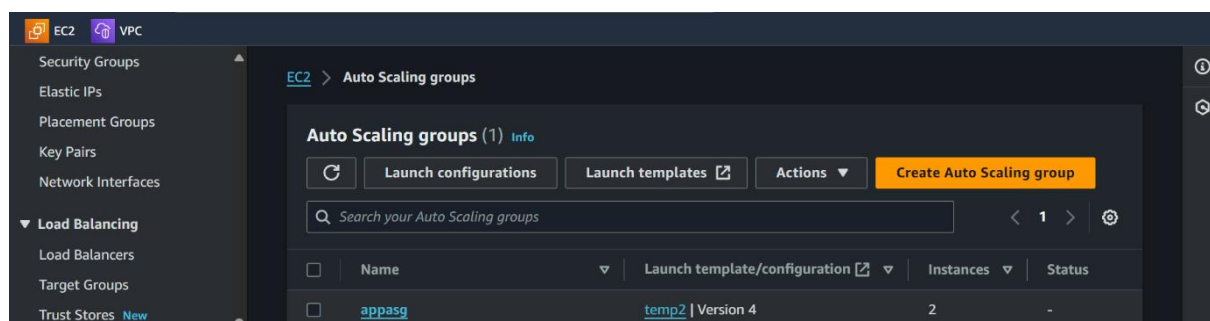 EC2 VPC
Security Groups
Elastic IPs
Placement Groups
Key Pairs
Network Interfaces
Load Balancing
Load Balancers
Target Groups
Trust Stores New
EC2 > Auto Scaling groups
Auto Scaling groups (1) Info
Launch configurations Launch templates Actions Create Auto Scaling group
Search your Auto Scaling groups 1
Name Launch template/configuration Instances Status
appasg temp2 | Version 4 2 -